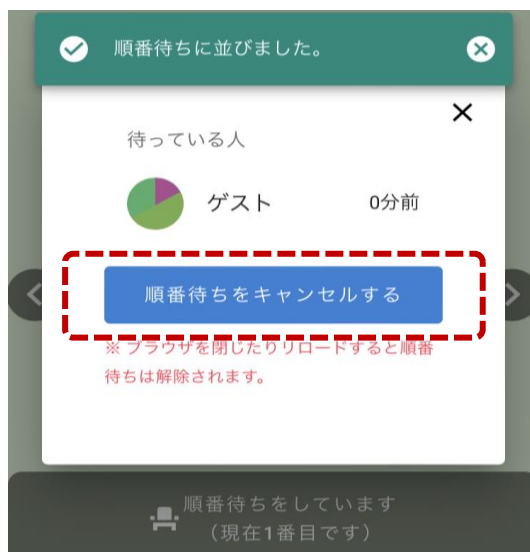 順番待ちに並びました。
待っている人
ゲスト 0分前
順番待ちをキャンセルする
※ ブラウザを閉じたりリロードすると順番
待ちは解除されます。
順番待ちをしています
(現在1番目です)